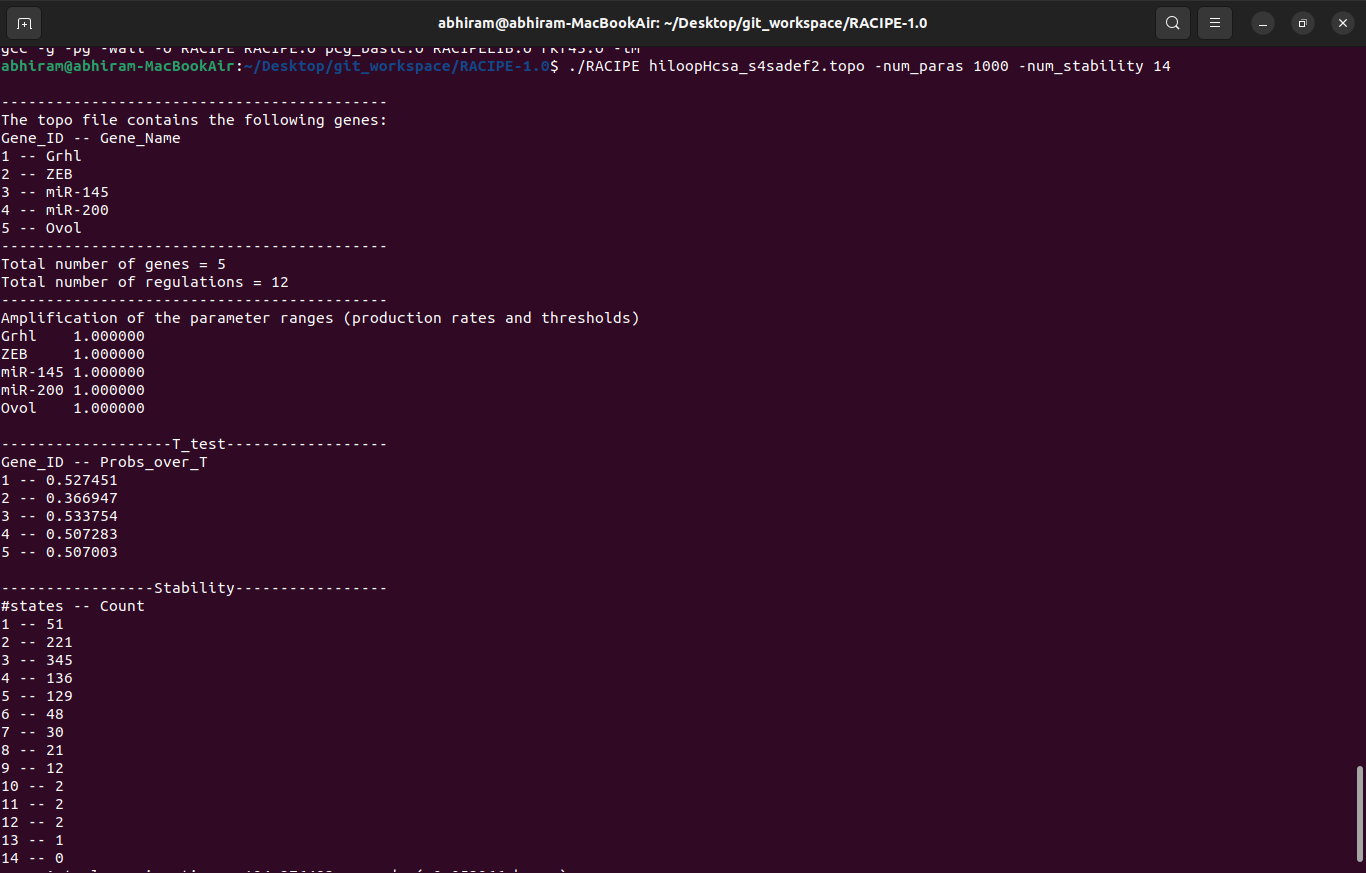 abhiram@abhiram-MacBookAir: ~/Desktop/git_workspace/RACIPE-1.0
gcc -g -pg -Wall -o RACIPE RACIPE.o pcg_basic.o RACIPELIB.o RKF45.o -lm
abhiram@abhiram-MacBookAir:~/Desktop/git_workspace/RACIPE-1.0$ ./RACIPE hiloopHcsa_s4sadef2.topo -num_paras 1000 -num_stability 14
-------------------------------------------
The topo file contains the following genes:
Gene_ID -- Gene_Name
1 -- Grhl
2 -- ZEB
3 -- miR-145
4 -- miR-200
5 -- Ovol
-------------------------------------------
Total number of genes = 5
Total number of regulations = 12
-------------------------------------------
Amplification of the parameter ranges (production rates and thresholds)
Grhl    1.000000
ZEB     1.000000
miR-145 1.000000
miR-200 1.000000
Ovol    1.000000
-------------------T_test------------------
Gene_ID -- Probs_over_T
1 -- 0.527451
2 -- 0.366947
3 -- 0.533754
4 -- 0.507283
5 -- 0.507003
-----------------Stability-----------------
#states -- Count
1 -- 51
2 -- 221
3 -- 345
4 -- 136
5 -- 129
6 -- 48
7 -- 30
8 -- 21
9 -- 12
10 -- 2
11 -- 2
12 -- 2
13 -- 1
14 -- 0